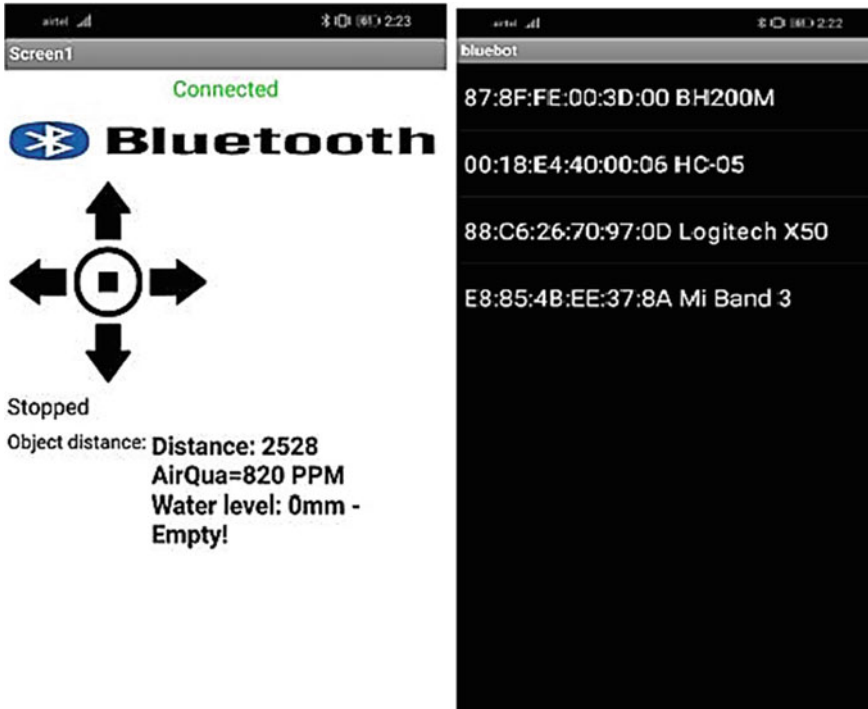 airtel 2:23
Screen1
Connected
Bluetooth
Stopped
Object distance: Distance: 2528
AirQua=820 PPM
Water level: 0mm -
Empty!
airtel 2:22
bluebot
87:8F:FE:00:3D:00 BH200M
00:18:E4:40:00:06 HC-05
88:C6:26:70:97:0D Logitech X50
E8:85:4B:EE:37:8A Mi Band 3